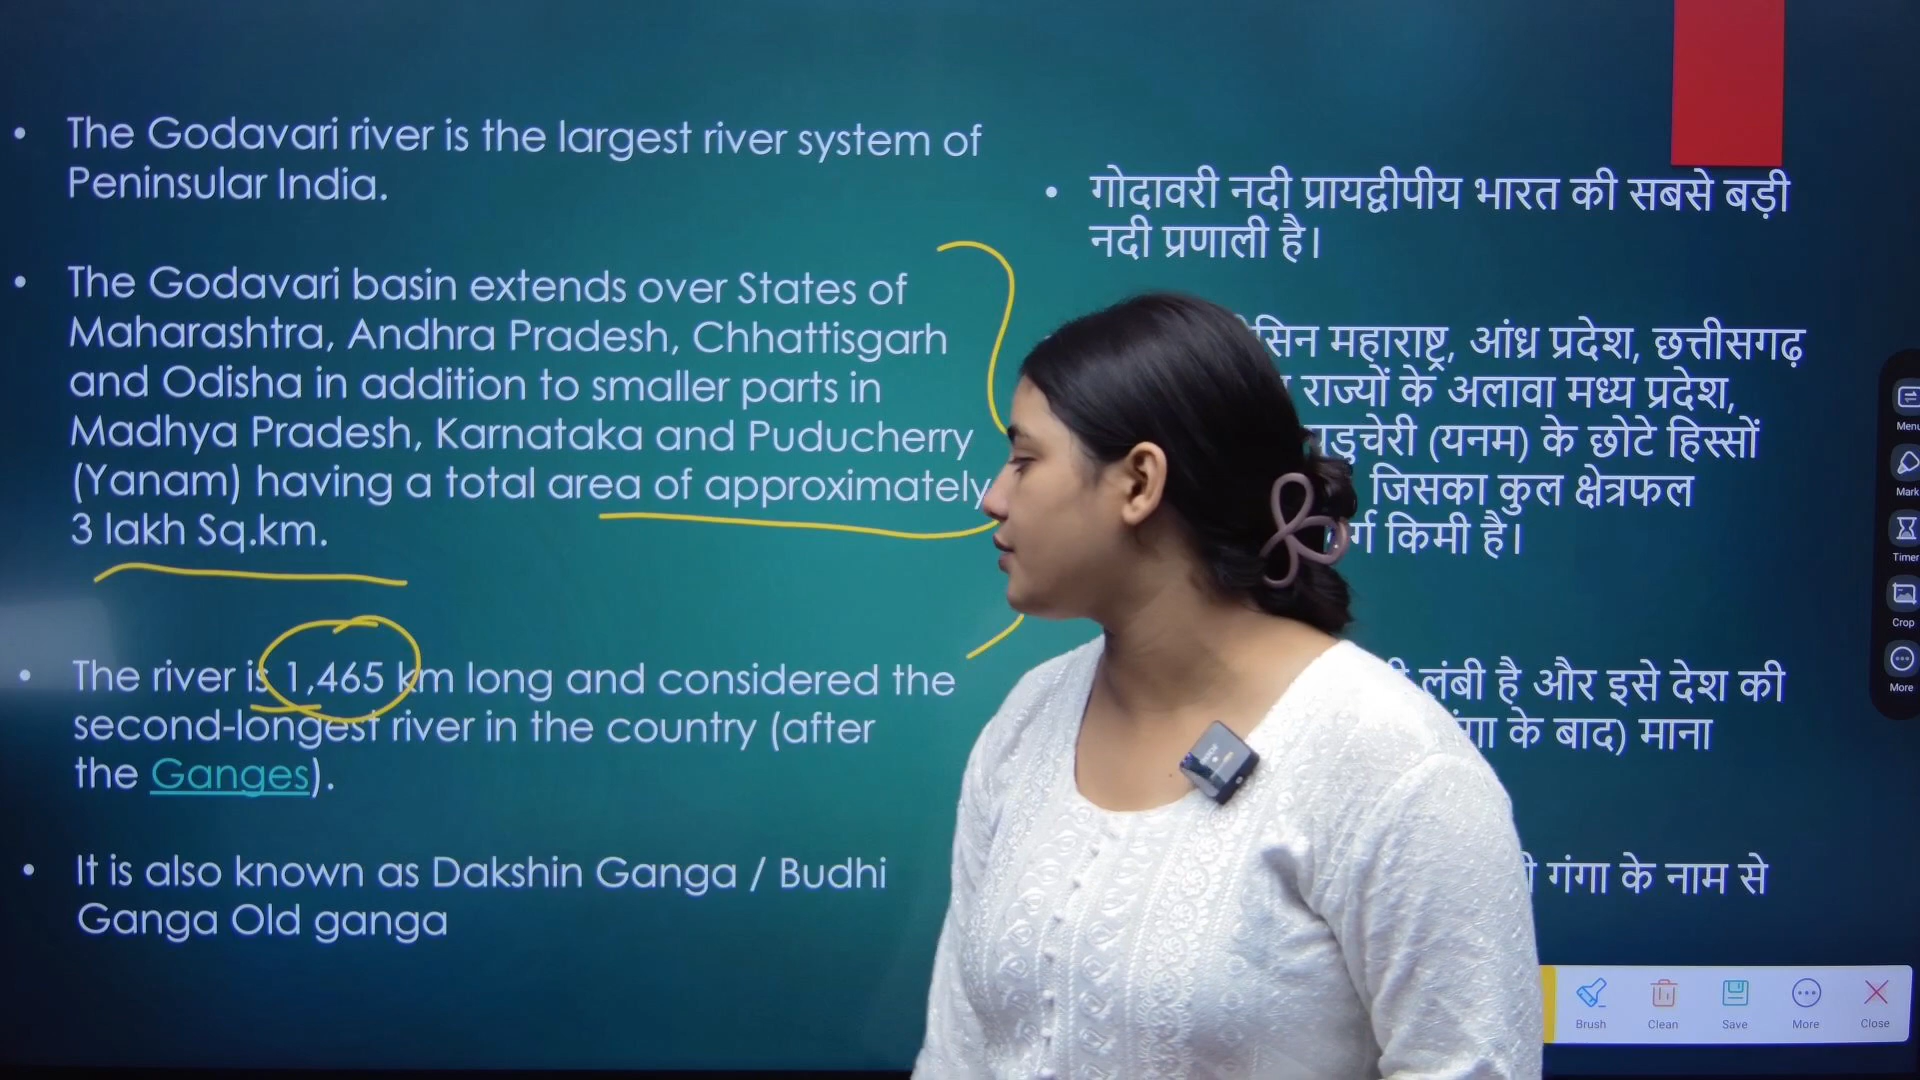 • The Godavari river is the largest river system of
Peninsular India.
• The Godavari basin extends over States of
Maharashtra, Andhra Pradesh, Chhattisgarh
and Odisha in addition to smaller parts in
Madhya Pradesh, Karnataka and Puducherry
(Yanam) having a total area of approximately
3 lakh Sq.km.
• The river is 1,465 km long and considered the
second-longest river in the country (after
the Ganges).
• It is also known as Dakshin Ganga / Budhi
Ganga Old ganga
• गोदावरी नदी प्रायद्वीपीय भारत की सबसे बड़ी
नदी प्रणाली है।
महाराष्ट्र, आंध्र प्रदेश, छत्तीसगढ़
राज्यों के अलावा मध्य प्रदेश,
(यनम) के छोटे हिस्सों
जिसका कुल क्षेत्रफल
किमी है।
लंबी है और इसे देश की
के बाद) माना
गंगा के नाम से
Menu
Mark
Timer
Crop
More
Brush
Clean
Save
More
Close